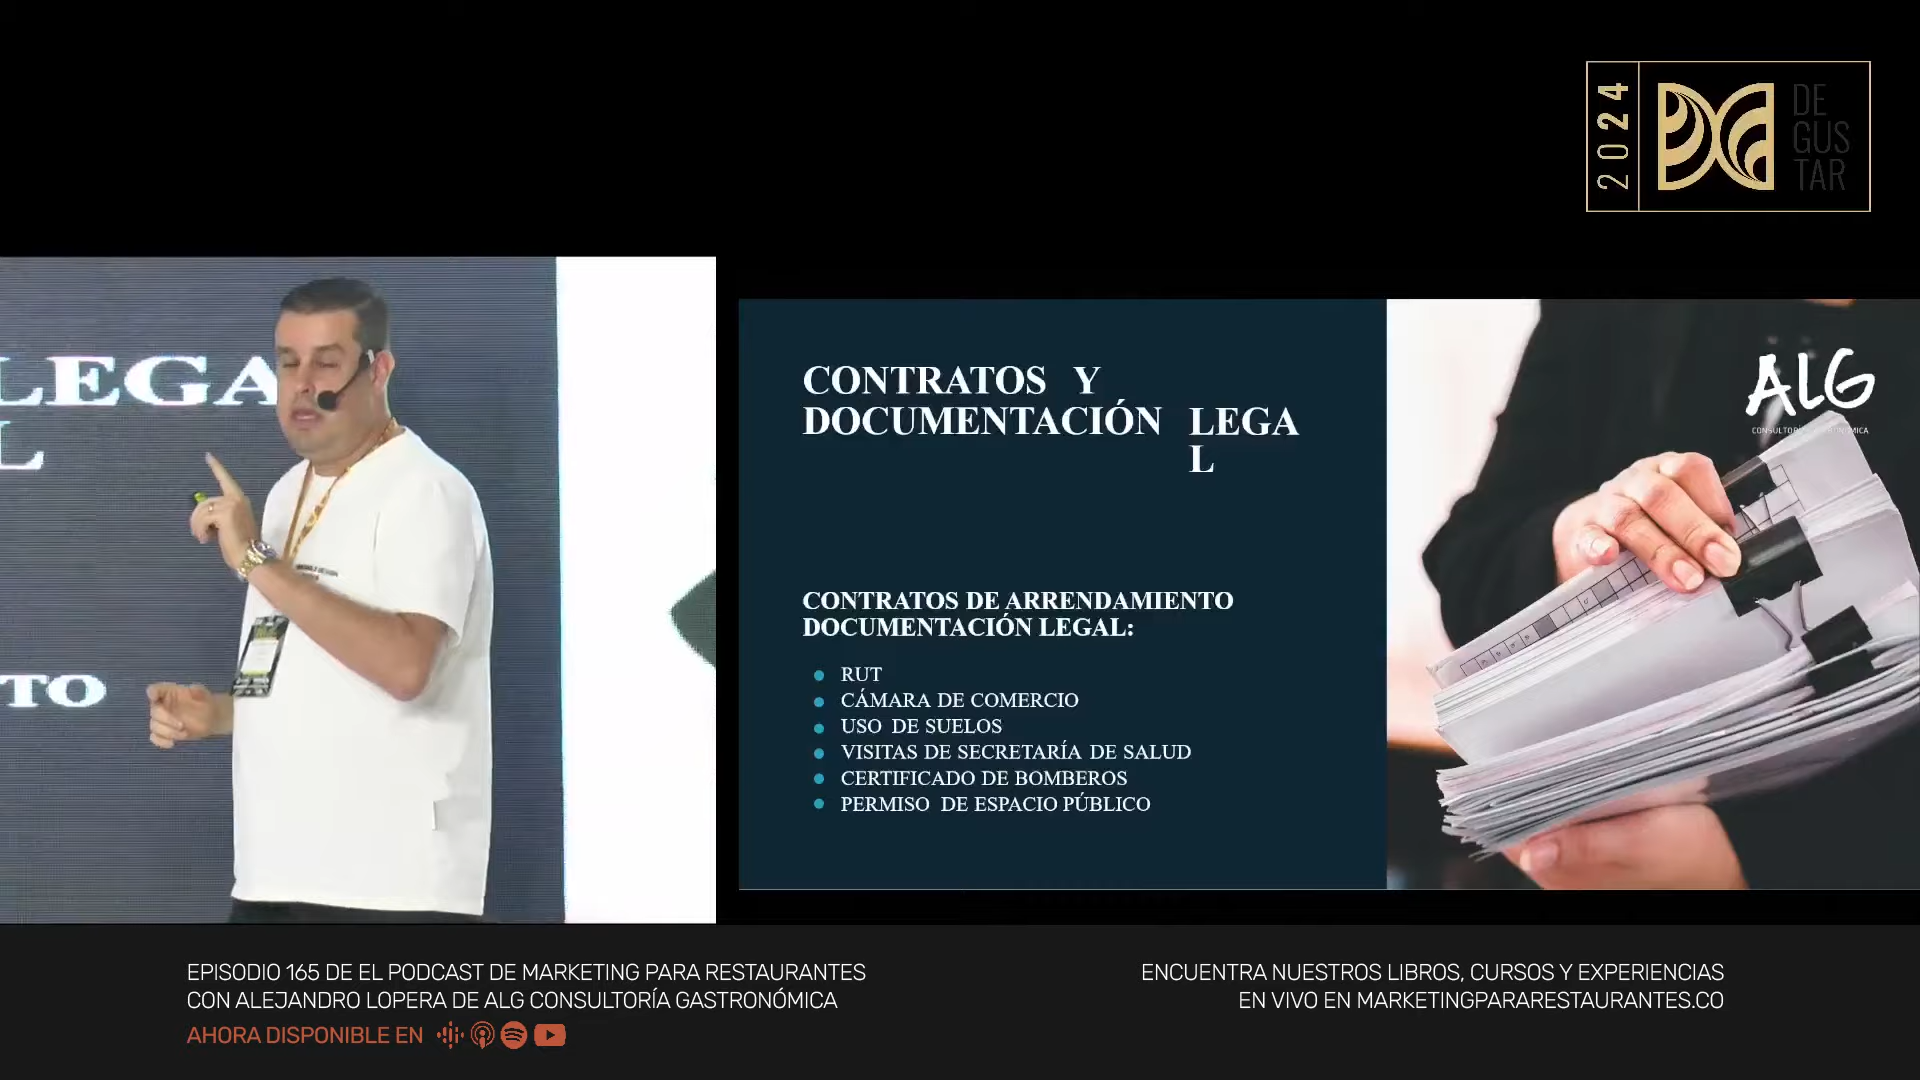 2024
DE
GUS
TAR
LEGA
L
TO
CONTRATOS Y
DOCUMENTACIÓN LEGA
L
CONTRATOS DE ARRENDAMIENTO
DOCUMENTACIÓN LEGAL:
RUT
CÁMARA DE COMERCIO
USO DE SUELOS
VISITAS DE SECRETARÍA DE SALUD
CERTIFICADO DE BOMBEROS
PERMISO DE ESPACIO PÚBLICO
ALG
EPISODIO 165 DE EL PODCAST DE MARKETING PARA RESTAURANTES
CON ALEJANDRO LOPERA DE ALG CONSULTORÍA GASTRONÓMICA
AHORA DISPONIBLE EN
ENCUENTRA NUESTROS LIBROS, CURSOS Y EXPERIENCIAS
EN VIVO EN MARKETINGPARARESTAURANTES.CO